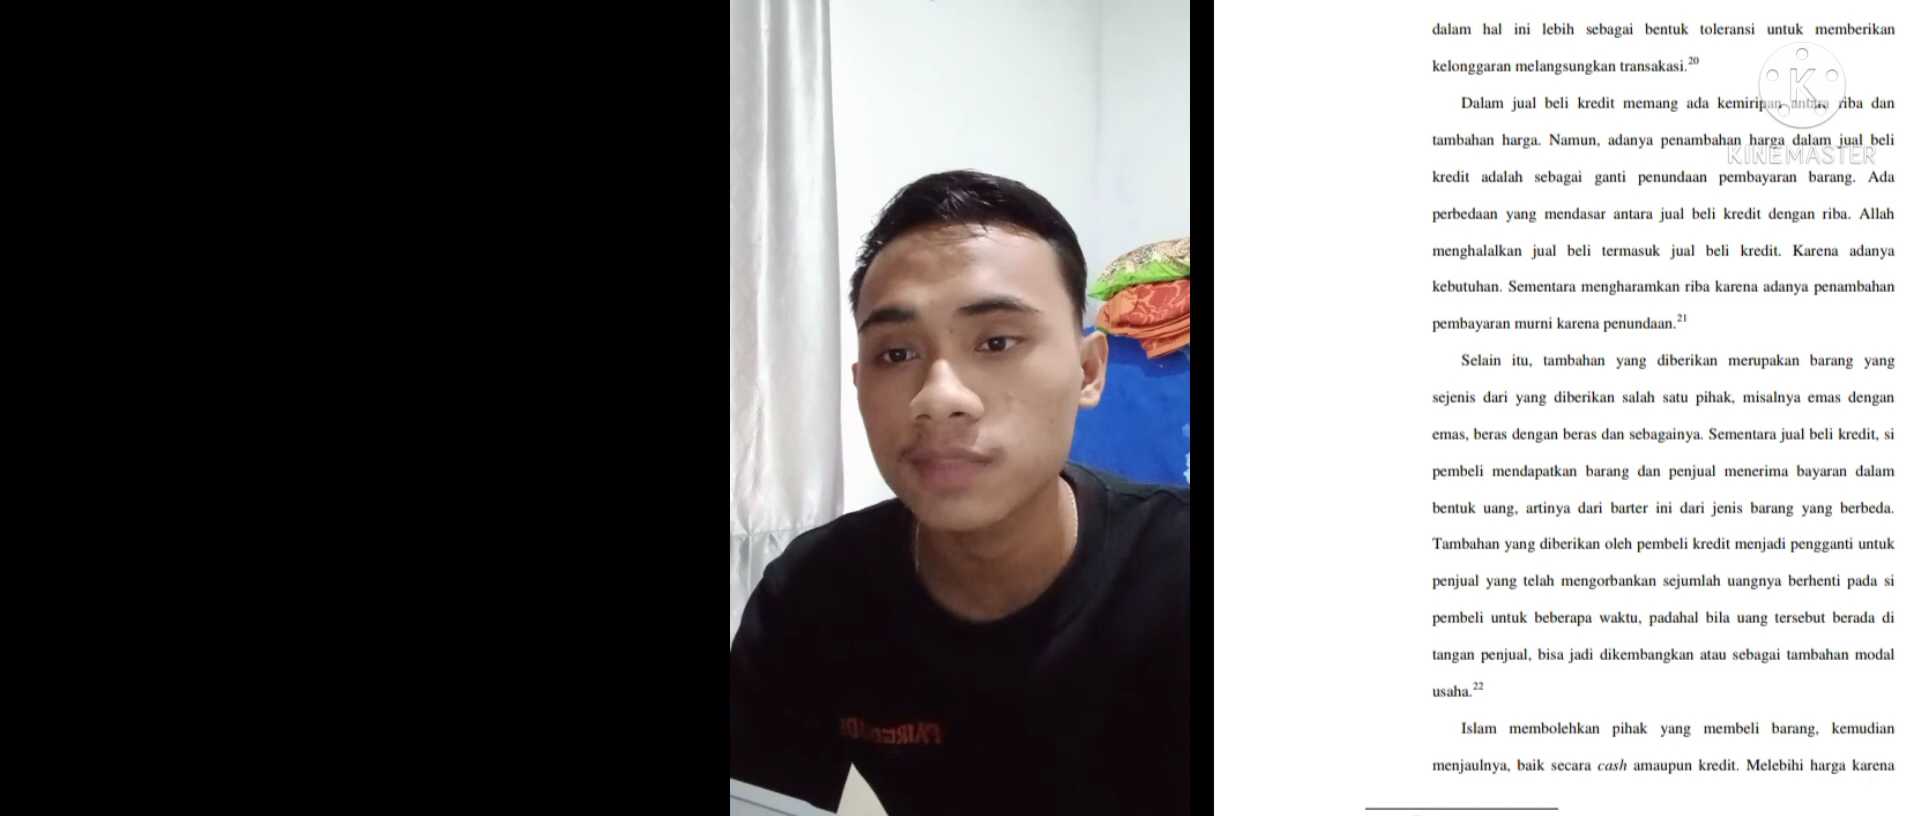 dalam hal ini lebih sebagai bentuk toleransi untuk memberikan
kelonggaran melangsungkan transakasi.20
Dalam jual beli kredit memang ada kemiripan antara riba dan
tambahan harga. Namun, adanya penambahan harga dalam jual beli
kredit adalah sebagai ganti penundaan pembayaran barang. Ada
perbedaan yang mendasar antara jual beli kredit dengan riba. Allah
menghalalkan jual beli termasuk jual beli kredit. Karena adanya
kebutuhan. Sementara mengharamkan riba karena adanya penambahan
pembayaran murni karena penundaan.21
Selain itu, tambahan yang diberikan merupakan barang yang
sejenis dari yang diberikan salah satu pihak, misalnya emas dengan
emas, beras dengan beras dan sebagainya. Sementara jual beli kredit, si
pembeli mendapatkan barang dan penjual menerima bayaran dalam
bentuk uang, artinya dari barter ini dari jenis barang yang berbeda.
Tambahan yang diberikan oleh pembeli kredit menjadi pengganti untuk
penjual yang telah mengorbankan sejumlah uangnya berhenti pada si
pembeli untuk beberapa waktu, padahal bila uang tersebut berada di
tangan penjual, bisa jadi dikembangkan atau sebagai tambahan modal
usaha.22
Islam membolehkan pihak yang membeli barang, kemudian
menjaulnya, baik secara cash amaupun kredit. Melebihi harga karena
K
KINEMASTER